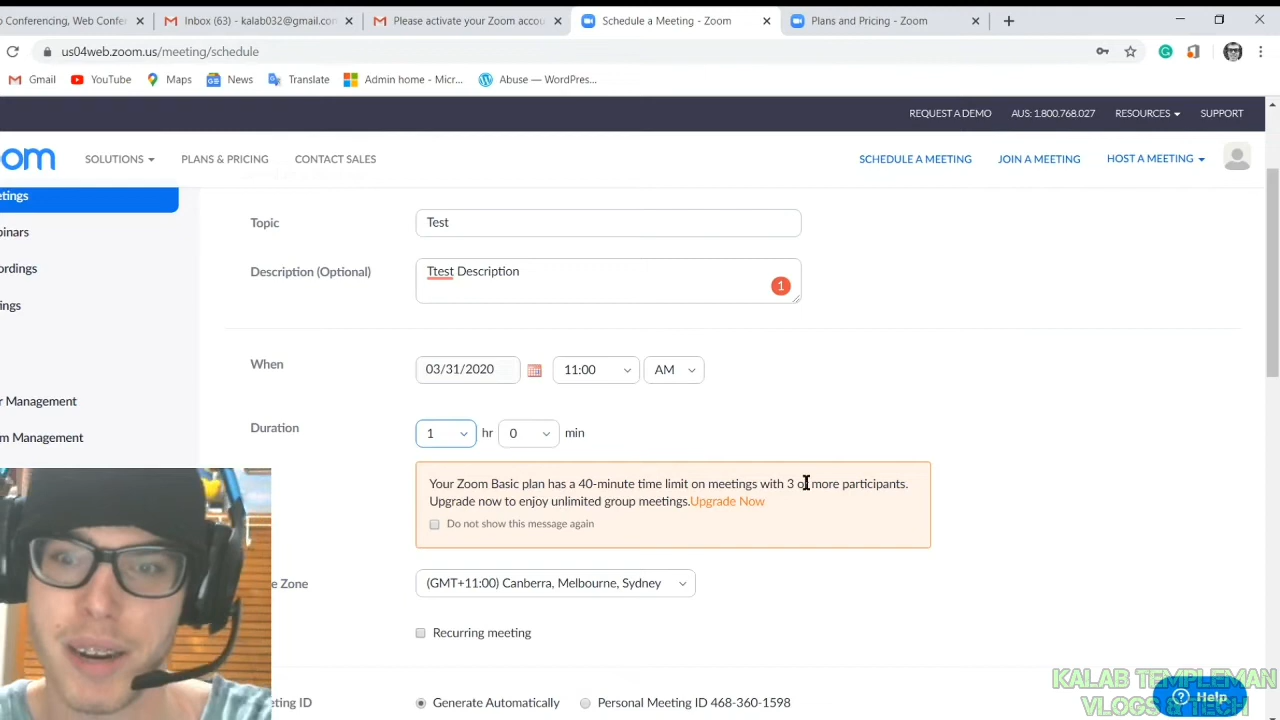 Web Confe
Inbox (63) - kalab032@gmail.com
Please activate your Zoom accou
Schedule a Meeting - Zoom
Plans and Pricing - Zoom
us04web.zoom.us/meeting/schedule
Gmail
YouTube
Maps
News
Translate
Admin home - Micr...
Abuse — WordPres...
REQUEST A DEMO
AUS: 1.800.768.027
RESOURCES
SUPPORT
oom
SOLUTIONS
PLANS & PRICING
CONTACT SALES
SCHEDULE A MEETING
JOIN A MEETING
HOST A MEETING
etings
binars
ordings
ngs
r Management
m Management
Topic
Test
Description (Optional)
Ttest Description
1
When
03/31/2020
11:00
AM
Duration
1
hr
0
min
Your Zoom Basic plan has a 40-minute time limit on meetings with 3 or more participants.
Upgrade now to enjoy unlimited group meetings.Upgrade Now
Do not show this message again
e Zone
(GMT+11:00) Canberra, Melbourne, Sydney
Recurring meeting
eting ID
Generate Automatically
Personal Meeting ID 468-360-1598
KALAB TEMPLEMAN
VLOGS & TECH
Help